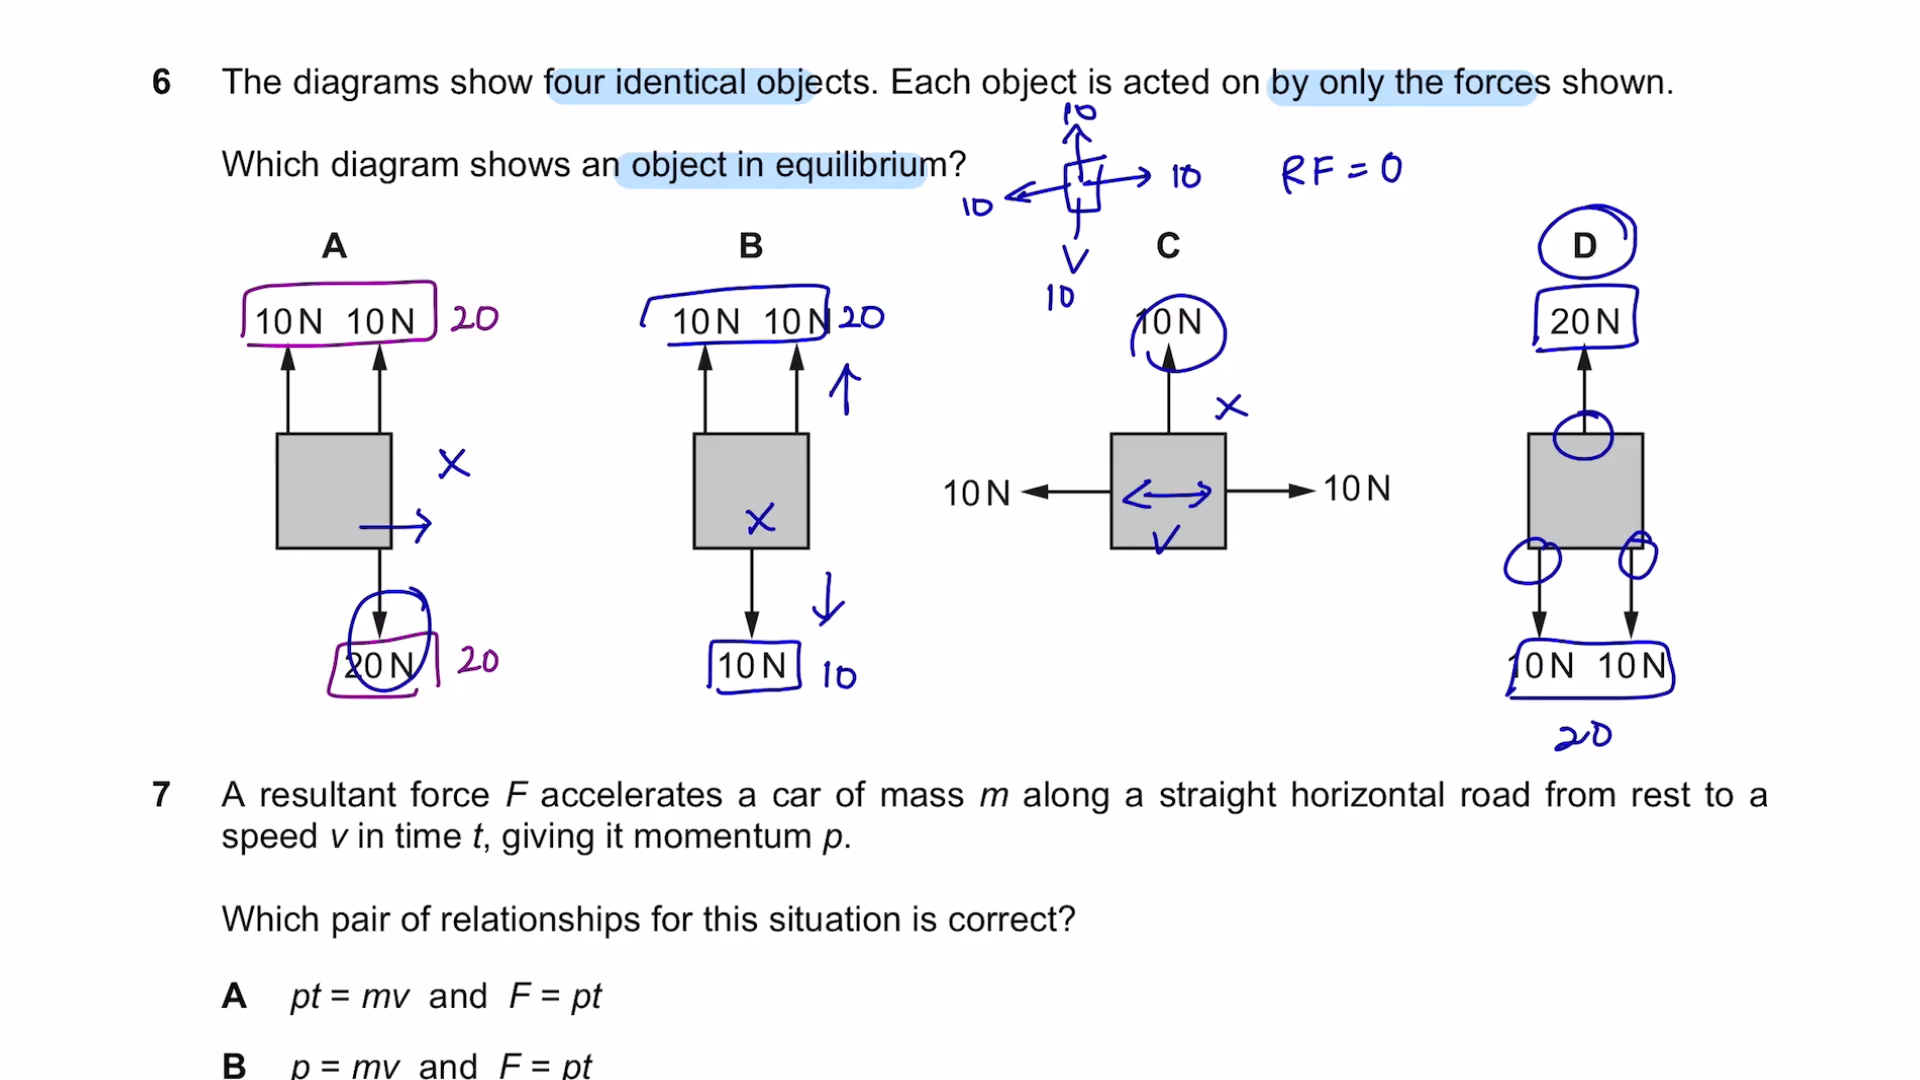 6 The diagrams show four identical objects. Each object is acted on by only the forces shown.
10
Which diagram shows an object in equilibrium?
10 10 RF = 0
10
A B C D
10 N 10 N 20 10 N 10 N 20 10 N 20 N
↑
x
x
10 N 10 N
x
v
↓
20 N 20 10 N 10 10 N 10 N
20
7 A resultant force F accelerates a car of mass m along a straight horizontal road from rest to a
speed v in time t, giving it momentum p.
Which pair of relationships for this situation is correct?
A pt = mv and F = pt
B p = mv and F = pt